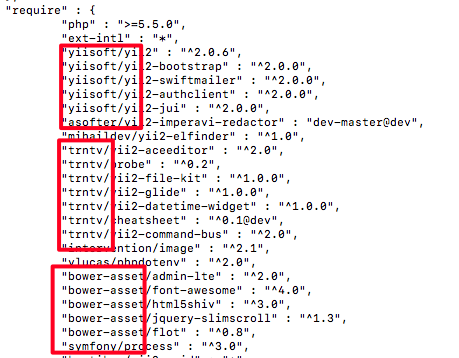 "require" : {
"php" : ">=5.5.0",
"ext-intl" : "*",
"yiisoft/yii2" : "^2.0.6",
"yiisoft/yii2-bootstrap" : "^2.0.0",
"yiisoft/yii2-swiftmailer" : "^2.0.0",
"yiisoft/yii2-authclient" : "^2.0.0",
"yiisoft/yii2-jui" : "^2.0.0",
"asofter/yii2-imperavi-redactor" : "dev-master@dev",
"mihaildev/yii2-elfinder" : "^1.0",
"trntv/yii2-aceeditor" : "^2.0",
"trntv/probe" : "^0.2",
"trntv/yii2-file-kit" : "^1.0.0",
"trntv/yii2-glide" : "^1.0.0",
"trntv/yii2-datetime-widget" : "^1.0.0",
"trntv/cheatsheet" : "^0.1@dev",
"trntv/yii2-command-bus" : "^2.0",
"intervention/image" : "^2.1",
"vlucas/phpdotenv" : "^2.0",
"bower-asset/admin-lte" : "^2.0",
"bower-asset/font-awesome" : "^4.0",
"bower-asset/html5shiv" : "^3.0",
"bower-asset/jquery-slimscroll" : "^1.3",
"bower-asset/flot" : "^0.8",
"symfony/process" : "^3.0",